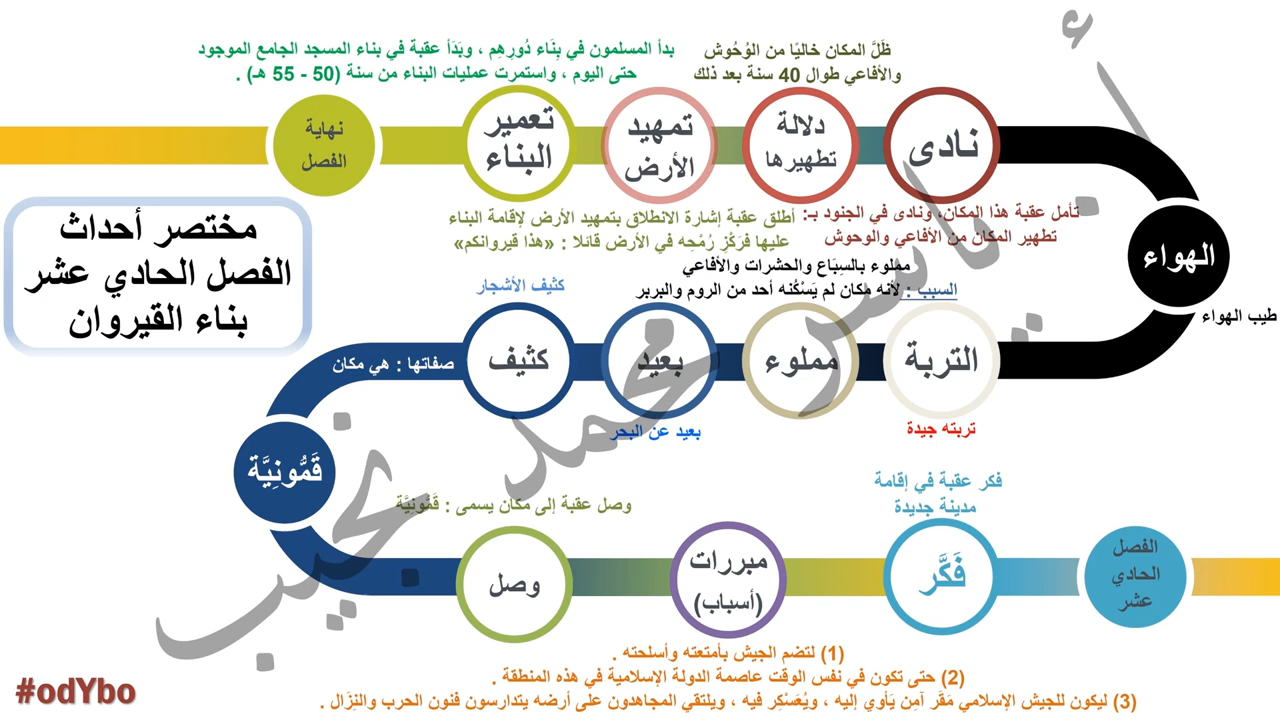 مختصر أحداث
الفصل الحادي عشر
بناء القيروان
الفصل
الحادي
عشر
فكر عقبة في إقامة
مدينة جديدة
فَكَّر
مبررات
(أسباب)
(1) لتضم الجيش بأمتعته وأسلحته .
(2) حتى تكون في نفس الوقت عاصمة الدولة الإسلامية في هذه المنطقة .
(3) ليكون للجيش الإسلامي مَقَر آمِن يَأوي إليه ، ويُعَسْكِر فيه ، ويلتقي المجاهدون على أرضه يتدارسون فنون الحرب والنِزَال .
وصل
وصل عقبة إلى مكان يسمى : قَمُّونِيَّة
قَمُّونِيَّة
صفاتها : هي مكان
كثيف
كثيف الأشجار
بعيد
بعيد عن البحر
مملوء
مملوء بالسِبَاع والحشرات والأفاعي
السبب : لأنه مكان لم يَسْكُنه أحد من الروم والبربر
التربة
تربته جيدة
الهواء
طيب الهواء
نادى
تأمل عقبة هذا المكان، ونادى في الجنود بـ:
تطهير المكان من الأفاعي والوحوش
دلالة
تطهيرها
ظَلَّ المكان خاليًا من الوُحُوش
والأفاعي طوال 40 سنة بعد ذلك
تمهيد
الأرض
أطلق عقبة إشارة الانطلاق بتمهيد الأرض لإقامة البناء
عليها فَرَكَزِ رُمْحِه في الأرض قائلا : «هذا قيروانكم»
تعمير
البناء
بدأ المسلمون في بِنَاء دُورِهِم ، وبَدَأ عقبة في بناء المسجد الجامع الموجود
حتى اليوم ، واستمرت عمليات البناء من سنة (50 - 55 هـ) .
نهاية
الفصل
أ. ياسر محمد نجيب
#odYbo